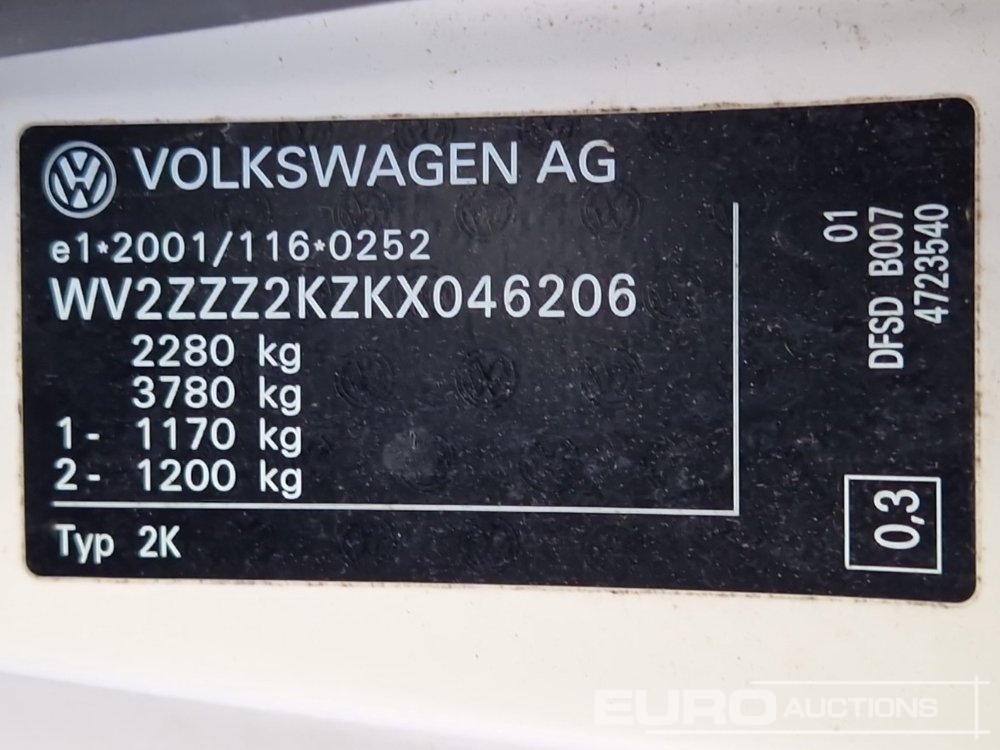 VOLKSWAGEN AG
e1*2001/116*0252
WV2ZZZ2KZKX046206
2280 kg
3780 kg
1- 1170 kg
2- 1200 kg
Typ 2K
01
DFSD B007
4723540
0,3
EURO AUCTIONS